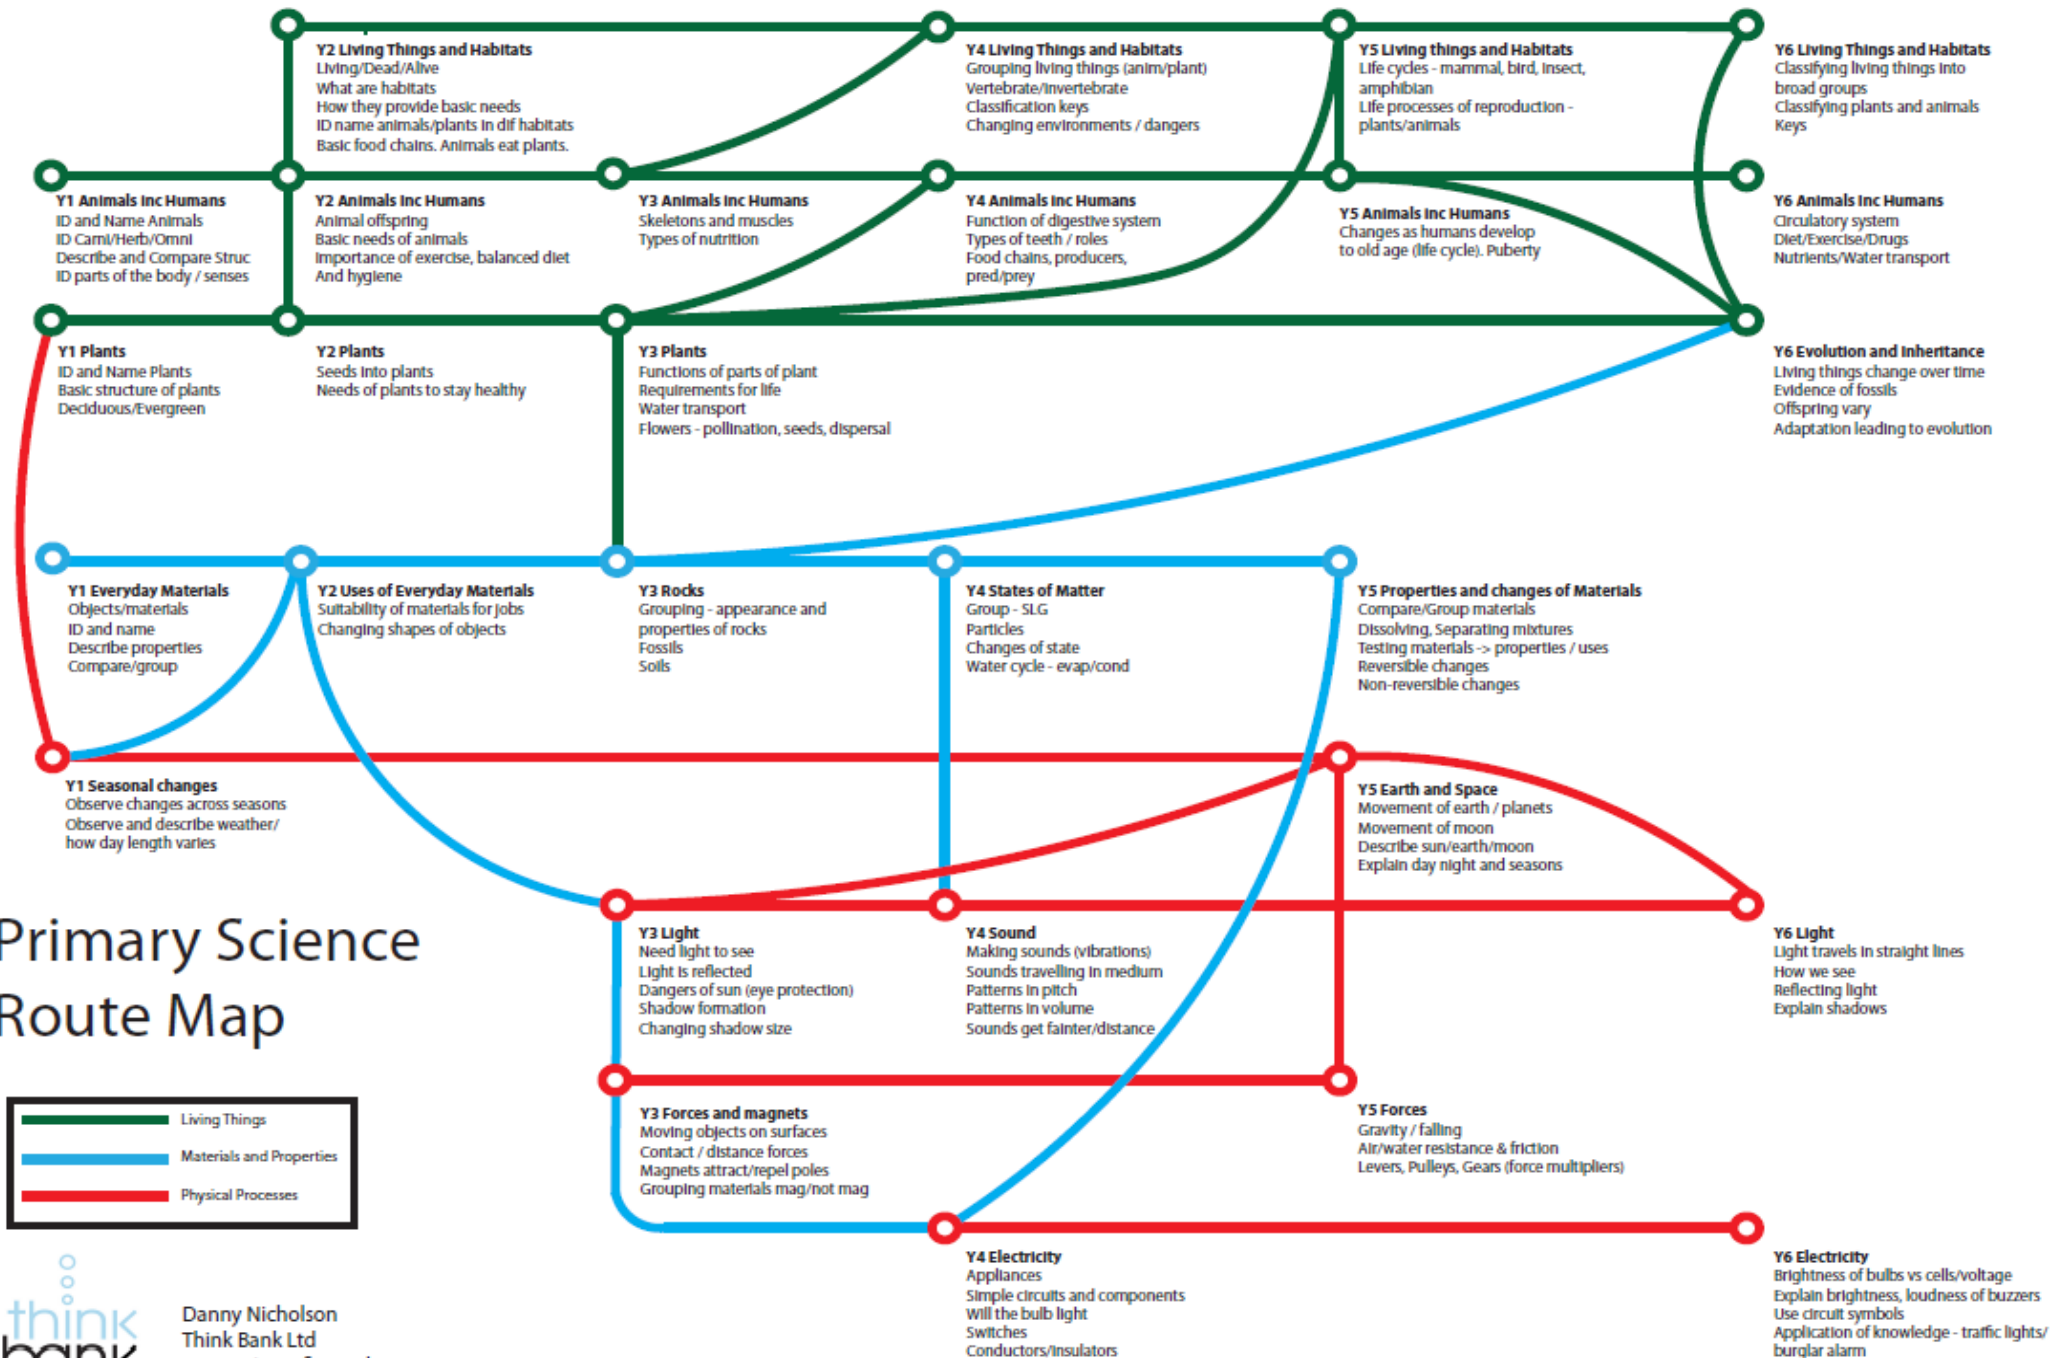 Y2 Living Things and Habitats
Living/Dead/Alive
What are habitats
How they provide basic needs
ID name animals/plants in dif habitats
Basic food chains. Animals eat plants.
Y4 Living Things and Habitats
Grouping living things (anim/plant)
Vertebrate/invertebrate
Classification keys
Changing environments / dangers
Y5 Living things and Habitats
Life cycles - mammal, bird, insect,
amphibian
Life processes of reproduction -
plants/animals
Y6 Living Things and Habitats
Classifying living things into
broad groups
Classifying plants and animals
Keys
Y1 Animals inc Humans
ID and Name Animals
ID Carni/Herb/Omni
Describe and Compare Struc
ID parts of the body / senses
Y2 Animals inc Humans
Animal offspring
Basic needs of animals
Importance of exercise, balanced diet
And hygiene
Y3 Animals inc Humans
Skeletons and muscles
Types of nutrition
Y4 Animals inc Humans
Function of digestive system
Types of teeth / roles
Food chains, producers,
pred/prey
Y5 Animals inc Humans
Changes as humans develop
to old age (life cycle). Puberty
Y6 Animals inc Humans
Circulatory system
Diet/Exercise/Drugs
Nutrients/Water transport
Y1 Plants
ID and Name Plants
Basic structure of plants
Deciduous/Evergreen
Y2 Plants
Seeds into plants
Needs of plants to stay healthy
Y3 Plants
Functions of parts of plant
Requirements for life
Water transport
Flowers - pollination, seeds, dispersal
Y6 Evolution and Inheritance
Living things change over time
Evidence of fossils
Offspring vary
Adaptation leading to evolution
Y1 Everyday Materials
Objects/materials
ID and name
Describe properties
Compare/group
Y2 Uses of Everyday Materials
Suitability of materials for jobs
Changing shapes of objects
Y3 Rocks
Grouping - appearance and
properties of rocks
Fossils
Soils
Y4 States of Matter
Group - SLG
Particles
Changes of state
Water cycle - evap/cond
Y5 Properties and changes of Materials
Compare/Group materials
Dissolving, Separating mixtures
Testing materials -> properties / uses
Reversible changes
Non-reversible changes
Y1 Seasonal changes
Observe changes across seasons
Observe and describe weather/
how day length varies
Y5 Earth and Space
Movement of earth / planets
Movement of moon
Describe sun/earth/moon
Explain day night and seasons
Y3 Light
Need light to see
Light is reflected
Dangers of sun (eye protection)
Shadow formation
Changing shadow size
Y4 Sound
Making sounds (vibrations)
Sounds travelling in medium
Patterns in pitch
Patterns in volume
Sounds get fainter/distance
Y6 Light
Light travels in straight lines
How we see
Reflecting light
Explain shadows
Primary Science
Route Map
Y3 Forces and magnets
Moving objects on surfaces
Contact / distance forces
Magnets attract/repel poles
Grouping materials mag/not mag
Y5 Forces
Gravity / falling
Air/water resistance & friction
Levers, Pulleys, Gears (force multipliers)
Living Things
Materials and Properties
Physical Processes
Y4 Electricity
Appliances
Simple circuits and components
Will the bulb light
Switches
Conductors/Insulators
Y6 Electricity
Brightness of bulbs vs cells/voltage
Explain brightness, loudness of buzzers
Use circuit symbols
Application of knowledge - traffic lights/
burglar alarm
think
bank
Danny Nicholson
Think Bank Ltd